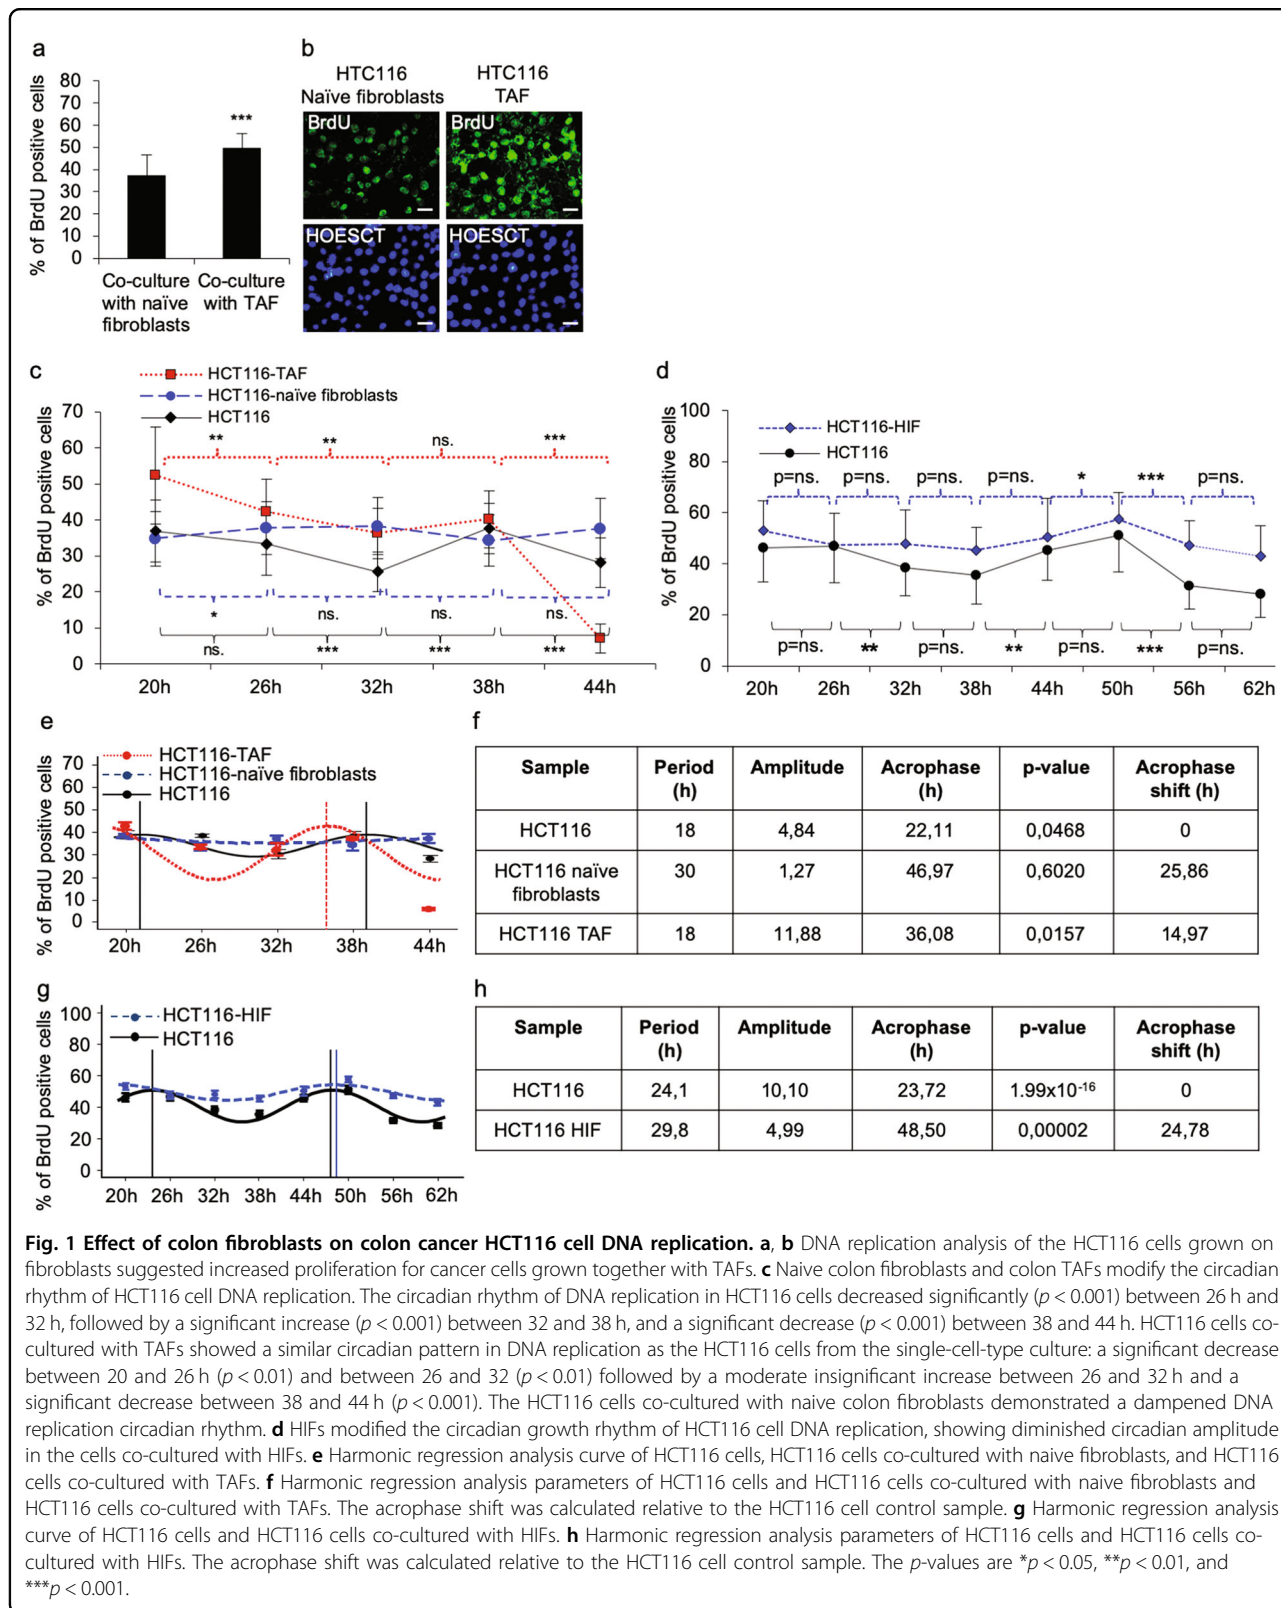 a
80
70
60
50
40
30
20
10
0
% of BrdU positive cells
***
Co-culture
with naïve
fibroblasts
Co-culture
with TAF
b
HTC116
Naïve fibroblasts
HTC116
TAF
BrdU
BrdU
HOESCT
HOESCT
c
HCT116-TAF
HCT116-naïve fibroblasts
HCT116
70
60
50
40
30
20
10
0
% of BrdU positive cells
** ** ns. ***
* ns. ns. ns.
ns. *** *** ***
20h 26h 32h 38h 44h
d
100
80
60
40
20
0
% of BrdU positive cells
HCT116-HIF
HCT116
p=ns. p=ns. p=ns. p=ns. * *** p=ns.
p=ns. ** p=ns. ** p=ns. *** p=ns.
20h 26h 32h 38h 44h 50h 56h 62h
e
HCT116-TAF
HCT116-naïve fibroblasts
HCT116
70
60
50
40
30
20
10
0
% of BrdU positive cells
20h 26h 32h 38h 44h
f
Sample Period (h) Amplitude Acrophase (h) p-value Acrophase shift (h)
HCT116 18 4,84 22,11 0,0468 0
HCT116 naïve fibroblasts 30 1,27 46,97 0,6020 25,86
HCT116 TAF 18 11,88 36,08 0,0157 14,97
g
HCT116-HIF
HCT116
100
80
60
40
20
0
% of BrdU positive cells
20h 26h 32h 38h 44h 50h 56h 62h
h
Sample Period (h) Amplitude Acrophase (h) p-value Acrophase shift (h)
HCT116 24,1 10,10 23,72 1.99x10⁻¹⁶ 0
HCT116 HIF 29,8 4,99 48,50 0,00002 24,78
Fig. 1 Effect of colon fibroblasts on colon cancer HCT116 cell DNA replication. a, b DNA replication analysis of the HCT116 cells grown on
fibroblasts suggested increased proliferation for cancer cells grown together with TAFs. c Naive colon fibroblasts and colon TAFs modify the circadian
rhythm of HCT116 cell DNA replication. The circadian rhythm of DNA replication in HCT116 cells decreased significantly (p < 0.001) between 26 h and
32 h, followed by a significant increase (p < 0.001) between 32 and 38 h, and a significant decrease (p < 0.001) between 38 and 44 h. HCT116 cells co-
cultured with TAFs showed a similar circadian pattern in DNA replication as the HCT116 cells from the single-cell-type culture: a significant decrease
between 20 and 26 h (p < 0.01) and between 26 and 32 (p < 0.01) followed by a moderate insignificant increase between 26 and 32 h and a
significant decrease between 38 and 44 h (p < 0.001). The HCT116 cells co-cultured with naive colon fibroblasts demonstrated a dampened DNA
replication circadian rhythm. d HIFs modified the circadian growth rhythm of HCT116 cell DNA replication, showing diminished circadian amplitude
in the cells co-cultured with HIFs. e Harmonic regression analysis curve of HCT116 cells, HCT116 cells co-cultured with naive fibroblasts, and HCT116
cells co-cultured with TAFs. f Harmonic regression analysis parameters of HCT116 cells and HCT116 cells co-cultured with naive fibroblasts and
HCT116 cells co-cultured with TAFs. The acrophase shift was calculated relative to the HCT116 cell control sample. g Harmonic regression analysis
curve of HCT116 cells and HCT116 cells co-cultured with HIFs. h Harmonic regression analysis parameters of HCT116 cells and HCT116 cells co-
cultured with HIFs. The acrophase shift was calculated relative to the HCT116 cell control sample. The p-values are *p < 0.05, **p < 0.01, and
***p < 0.001.